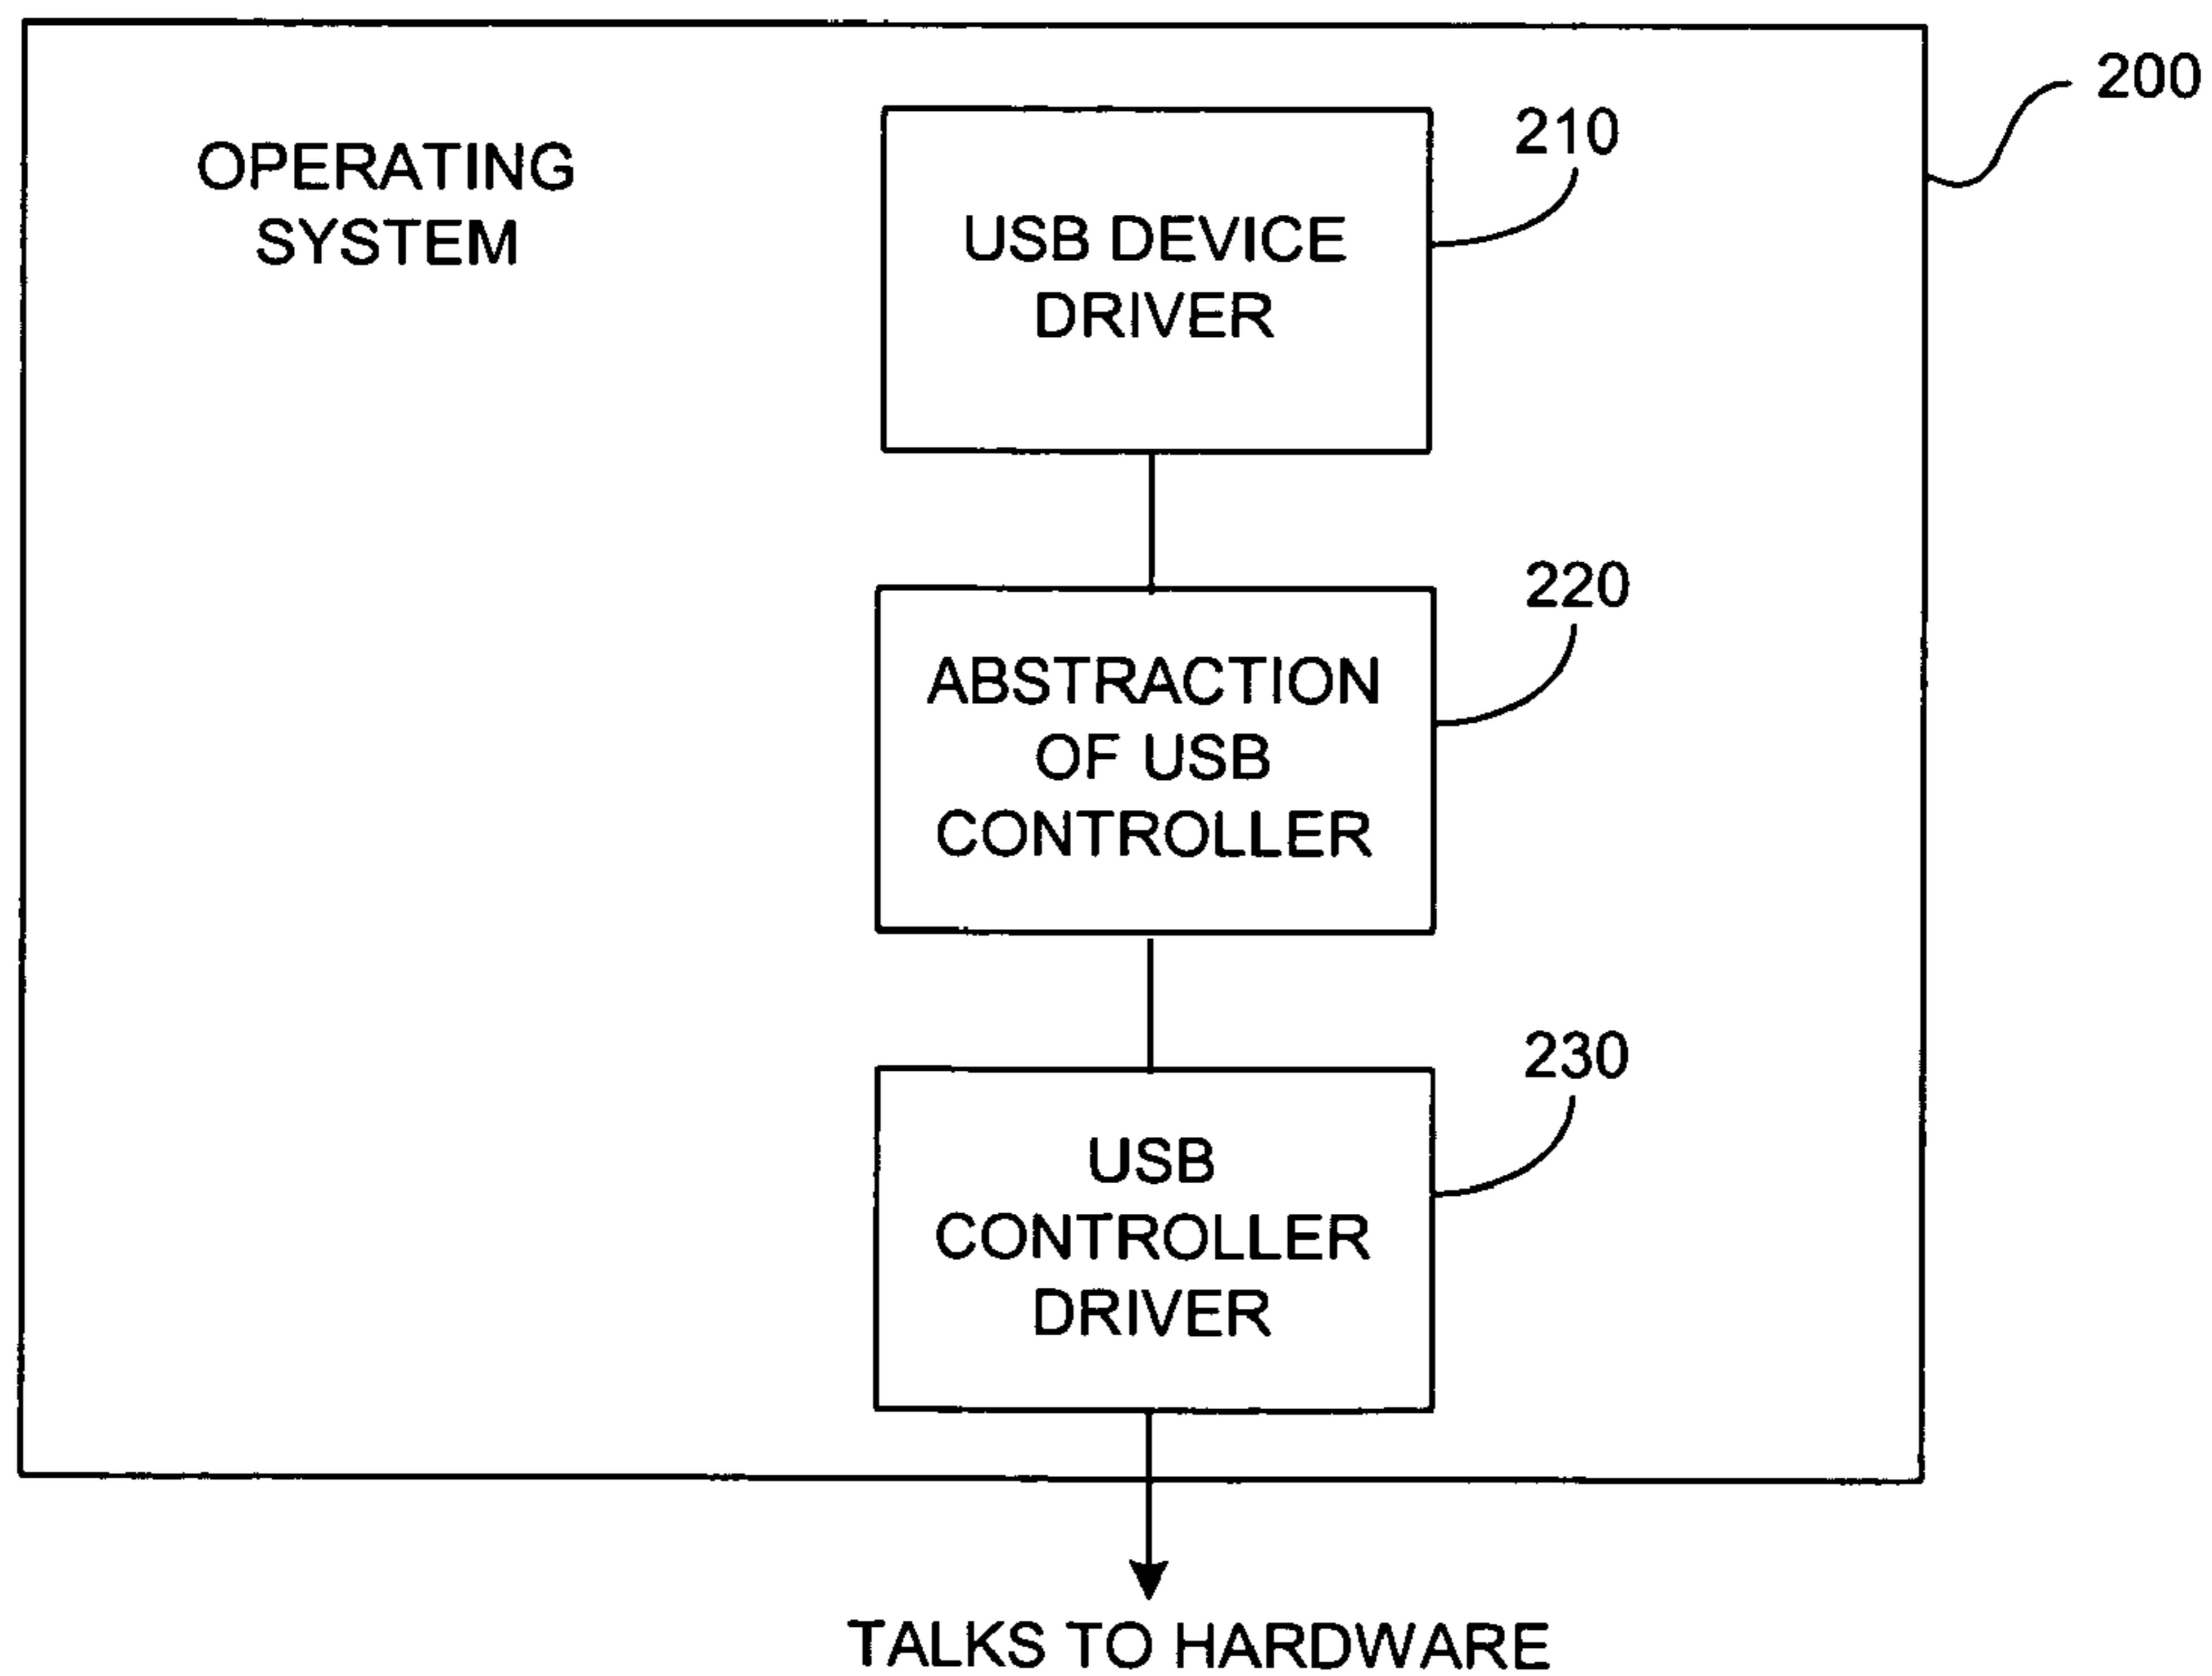 200
OPERATING
SYSTEM
210
USB DEVICE
DRIVER
220
ABSTRACTION
OF USB
CONTROLLER
230
USB
CONTROLLER
DRIVER
TALKS TO HARDWARE